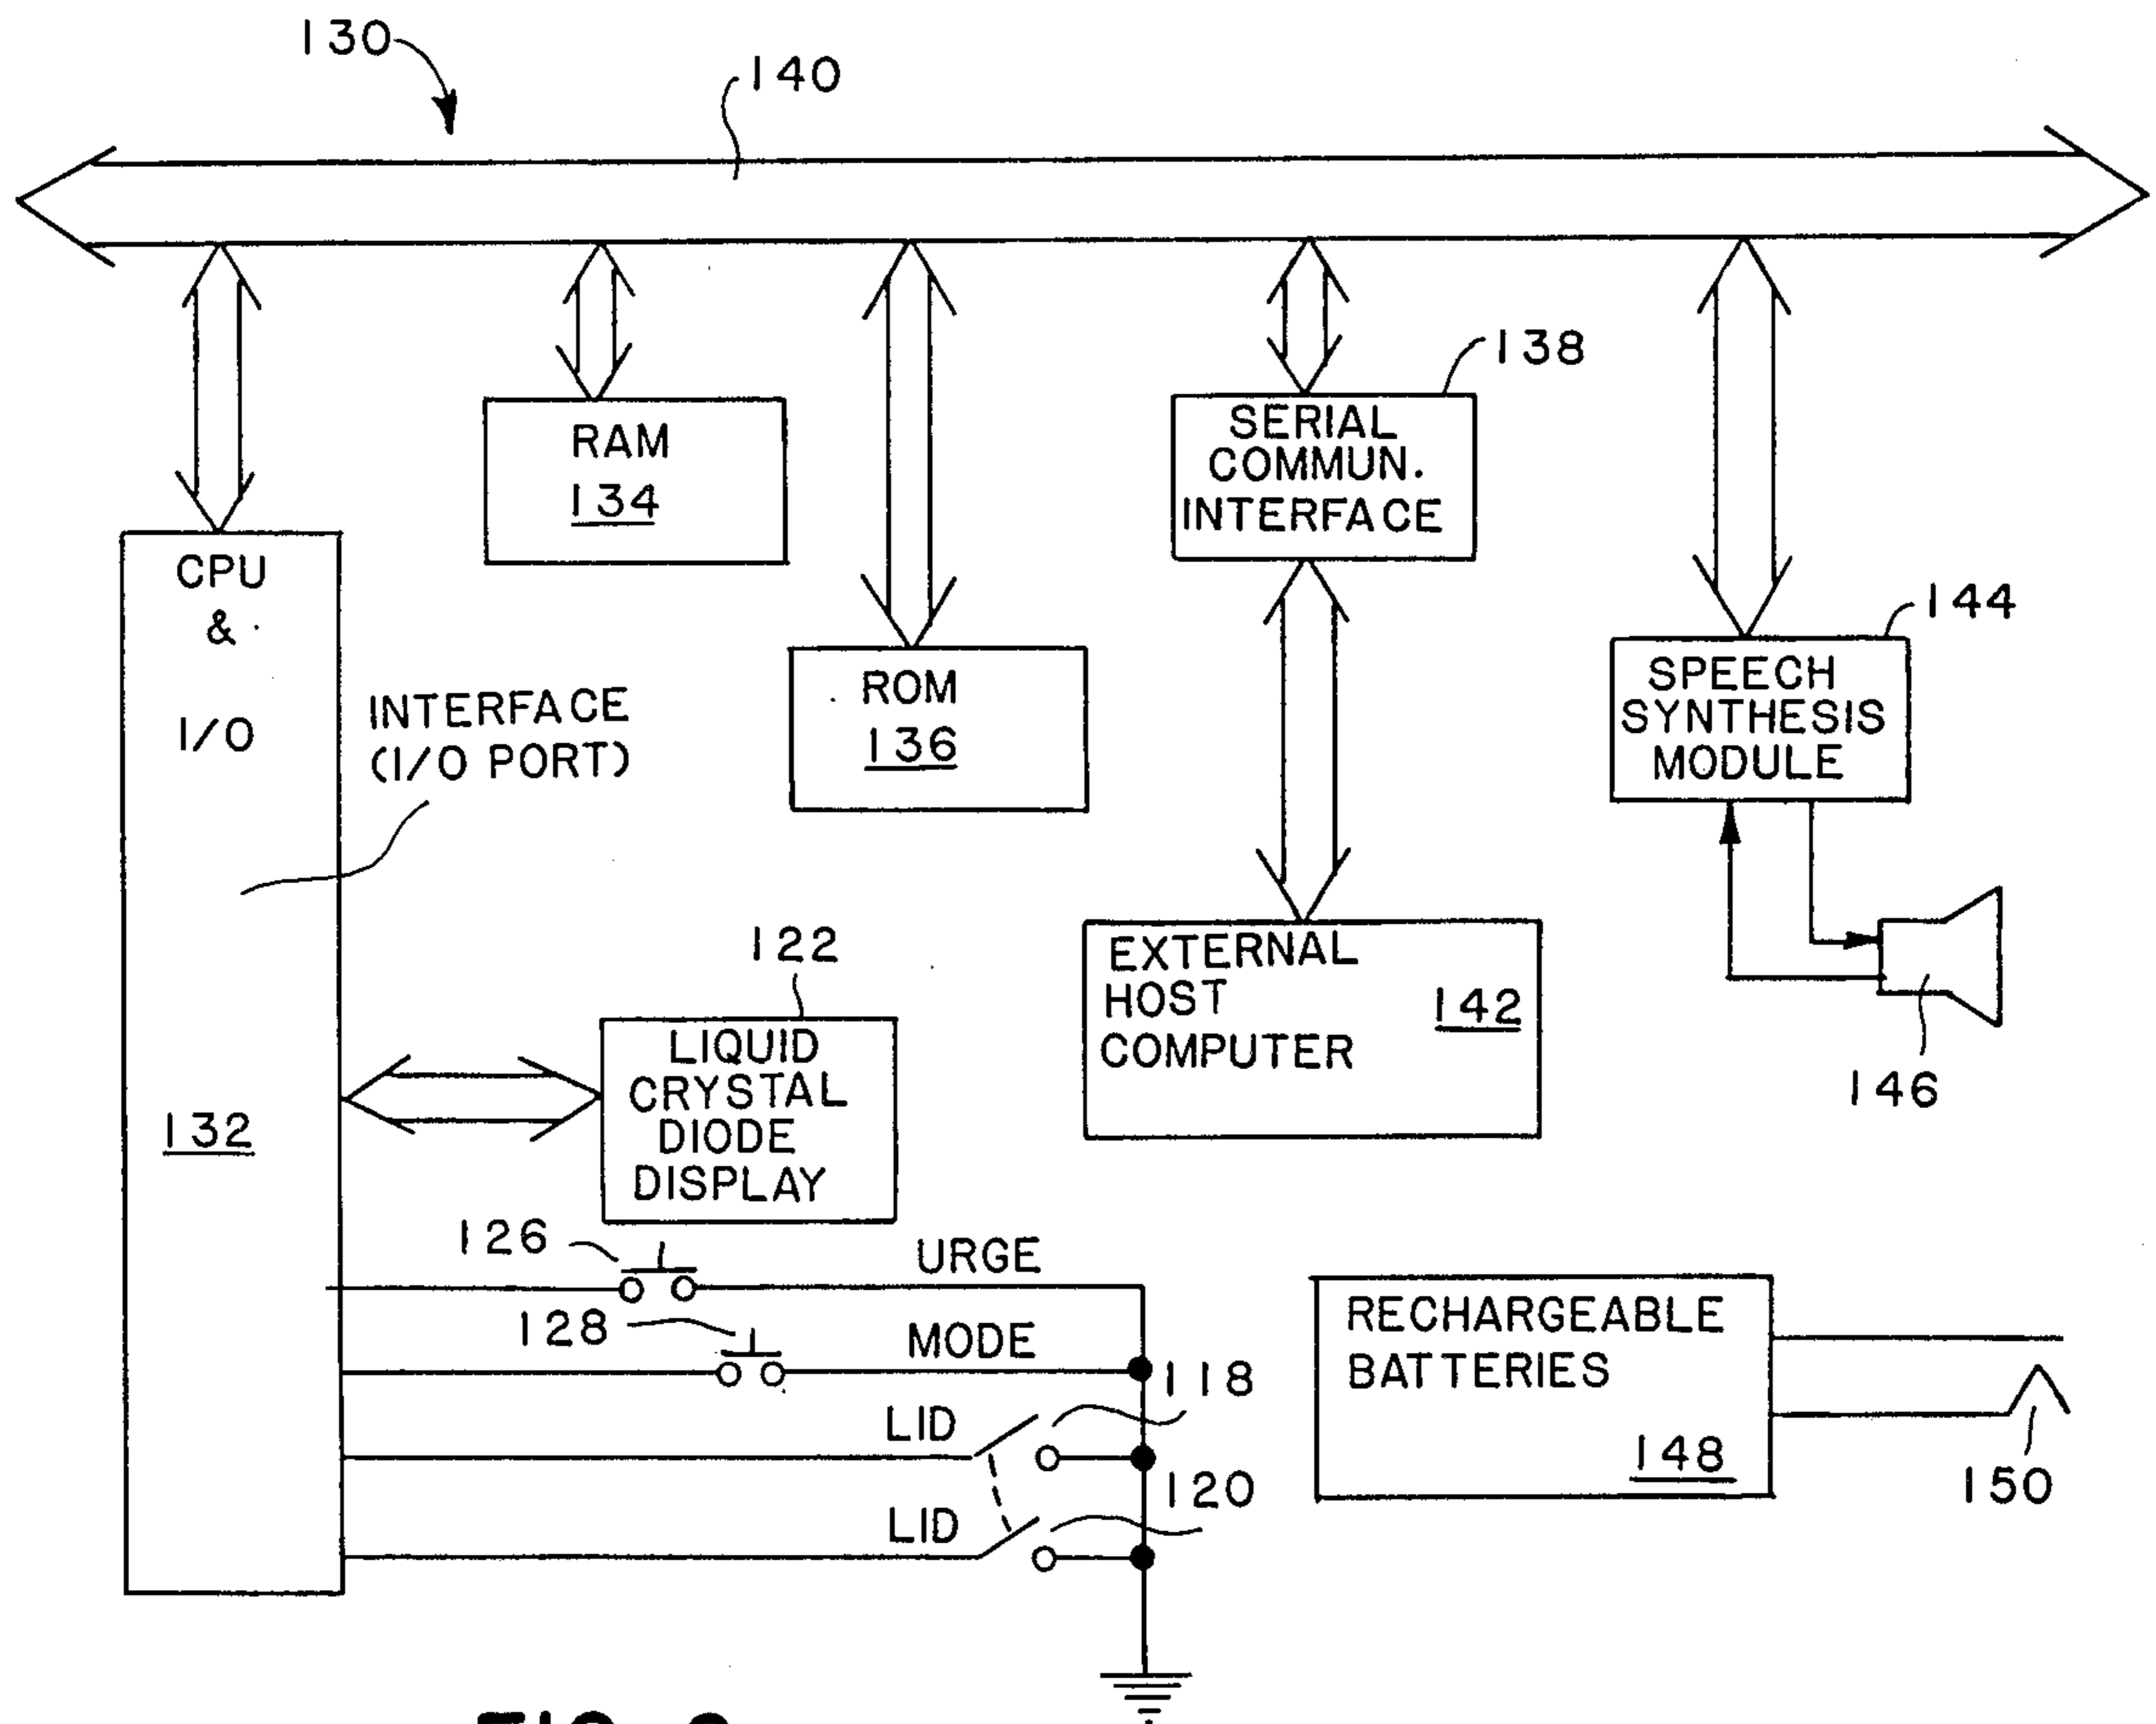 130
140
138
RAM
134
SERIAL
COMMUN.
INTERFACE
CPU
&
I/O
INTERFACE
(I/O PORT)
ROM
136
144
SPEECH
SYNTHESIS
MODULE
122
LIQUID
CRYSTAL
DIODE
DISPLAY
EXTERNAL
HOST
COMPUTER
142
146
132
126
URGE
128
MODE
118
LID
120
LID
RECHARGEABLE
BATTERIES
148
150